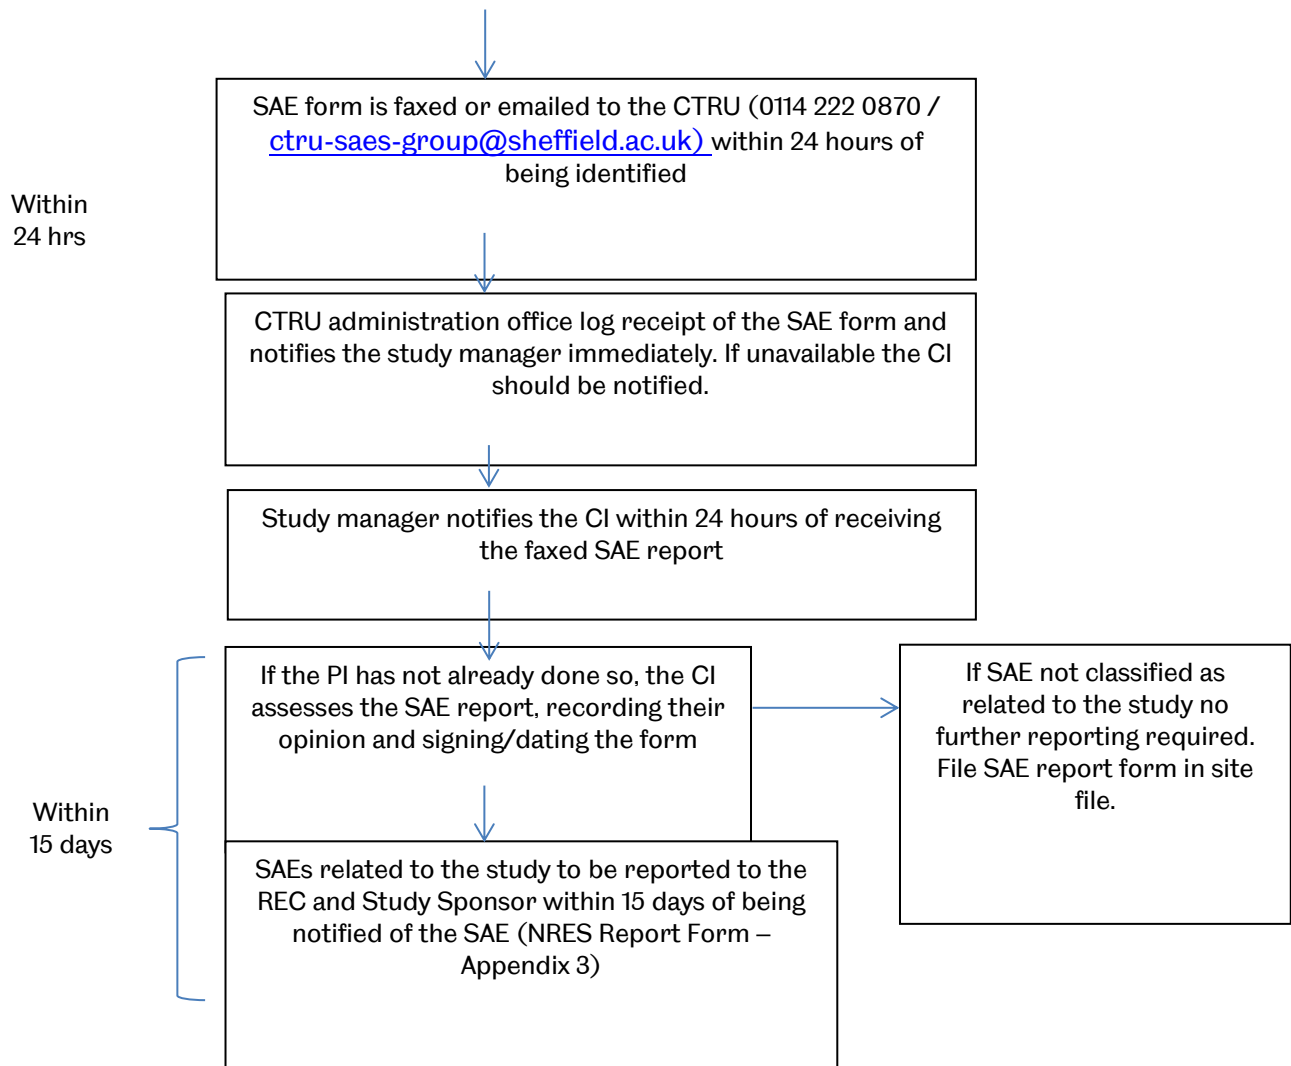 SAE form is faxed or emailed to the CTRU (0114 222 0870 /
ctru-saes-group@sheffield.ac.uk) within 24 hours of
being identified
Within
24 hrs
CTRU administration office log receipt of the SAE form and
notifies the study manager immediately. If unavailable the CI
should be notified.
Study manager notifies the CI within 24 hours of receiving
the faxed SAE report
If the PI has not already done so, the CI
assesses the SAE report, recording their
opinion and signing/dating the form
If SAE not classified as
related to the study no
further reporting required.
File SAE report form in site
file.
Within
15 days
SAEs related to the study to be reported to the
REC and Study Sponsor within 15 days of being
notified of the SAE (NRES Report Form –
Appendix 3)